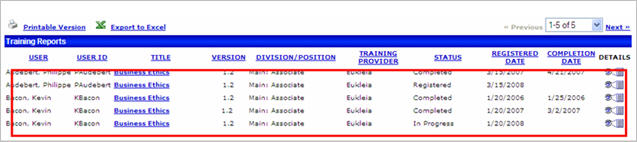 Printable Version Export to Excel « Previous 1-5 of 5 Next »
Training Reports
USER USER ID TITLE VERSION DIVISION/POSITION TRAINING PROVIDER STATUS REGISTERED DATE COMPLETION DATE DETAILS
Audebert, Philippe PAudebert Business Ethics 1.2 Main: Associate Eukleia Completed 3/15/2007 4/21/2007
Audebert, Philippe PAudebert Business Ethics 1.2 Main: Associate Eukleia Registered 3/15/2008
Bacon, Kevin KBacon Business Ethics 1.2 Main: Associate Eukleia Completed 1/20/2006 1/25/2006
Bacon, Kevin KBacon Business Ethics 1.2 Main: Associate Eukleia Completed 1/20/2007 3/2/2007
Bacon, Kevin KBacon Business Ethics 1.2 Main: Associate Eukleia In Progress 1/20/2008